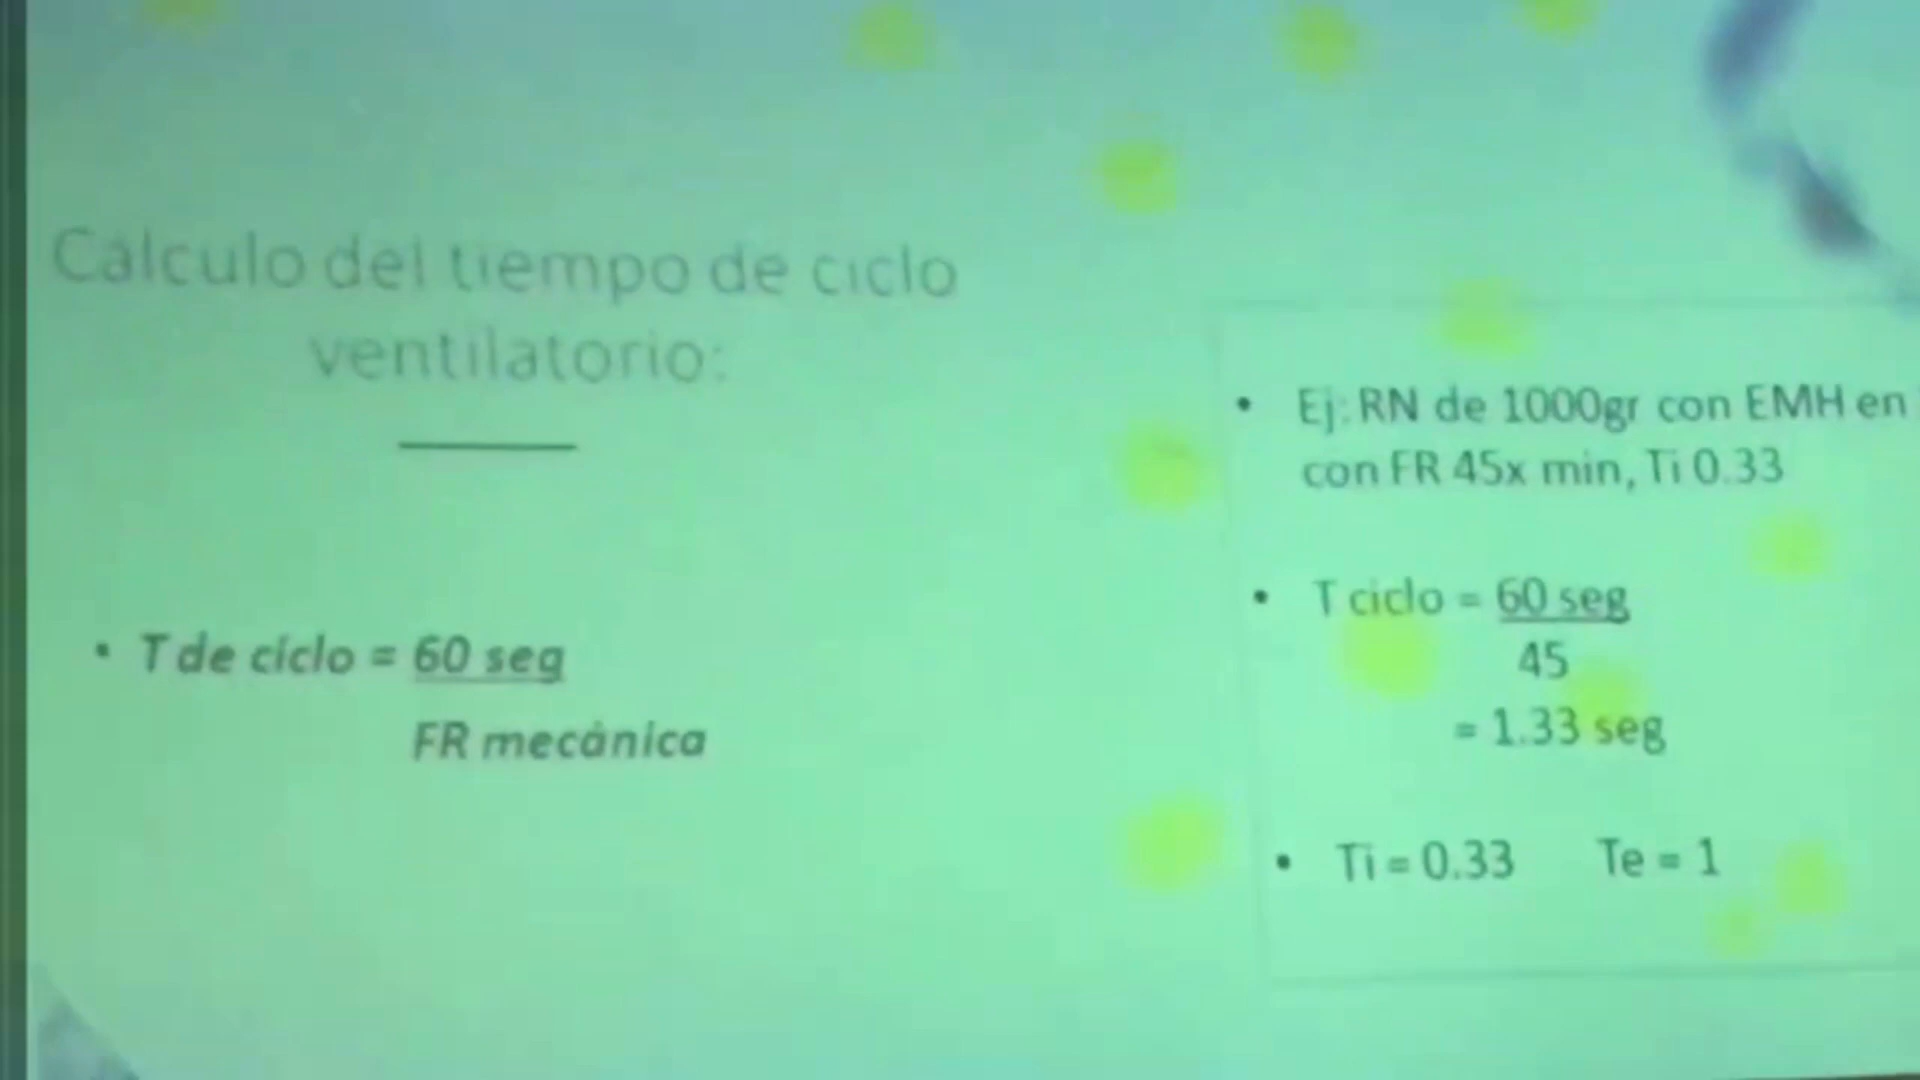 Cálculo del tiempo de ciclo
ventilatorio:
• T de ciclo = 60 seg
FR mecánica
• Ej: RN de 1000gr con EMH en
con FR 45x min, Ti 0.33
• T ciclo = 60 seg
45
= 1.33 seg
• Ti = 0.33 Te = 1